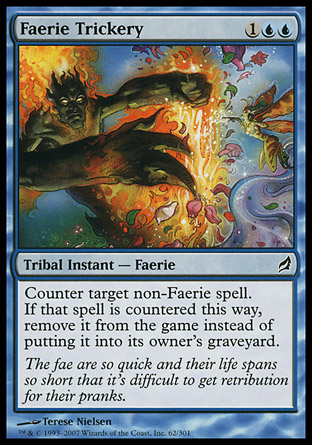 Faerie Trickery 1
Tribal Instant — Faerie
Counter target non-Faerie spell.
If that spell is countered this way,
remove it from the game instead of
putting it into its owner's graveyard.
The fae are so quick and their life spans
so short that it's difficult to get retribution
for their pranks.
Terese Nielsen
™ & © 1993–2007 Wizards of the Coast, Inc. 62/301